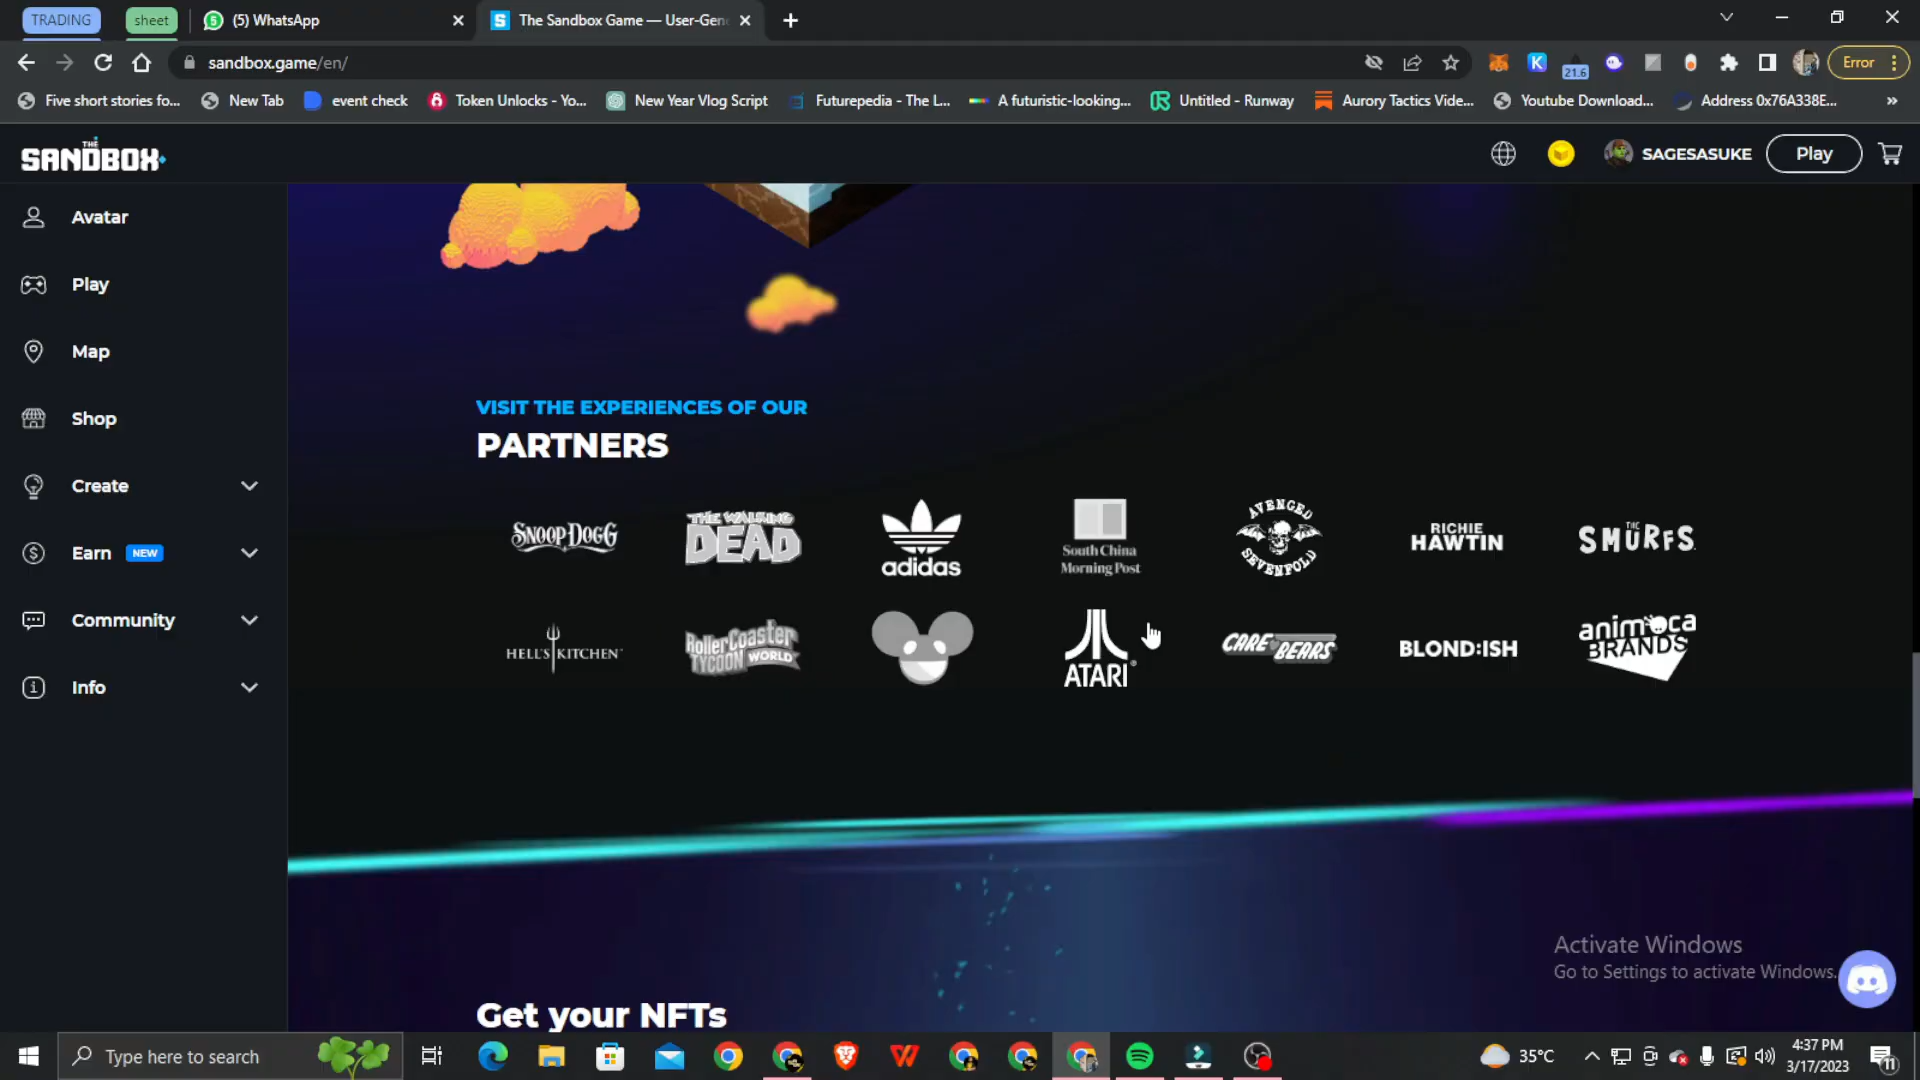 TRADING
sheet
(5) WhatsApp
The Sandbox Game — User-Gen
sandbox.game/en/
21.6
Error
Five short stories fo...
New Tab
event check
Token Unlocks - Yo...
New Year Vlog Script
Futurepedia - The L...
A futuristic-looking...
Untitled - Runway
Aurory Tactics Vide...
Youtube Download...
Address 0x76A338E...
THE SANDBOX
SAGESASUKE
Play
Avatar
Play
Map
Shop
Create
Earn NEW
Community
Info
VISIT THE EXPERIENCES OF OUR
PARTNERS
SNOOP DOGG
THE WALKING DEAD
adidas
South China
Morning Post
AVENGED
SEVENFOLD
RICHIE
HAWTIN
THE SMURFS
HELL'S KITCHEN
RollerCoaster
TYCOON WORLD
ATARI
CARE BEARS
BLOND:ISH
animoca
BRANDS
Get your NFTs
Activate Windows
Go to Settings to activate Windows.
Type here to search
35°C
4:37 PM
3/17/2023
11